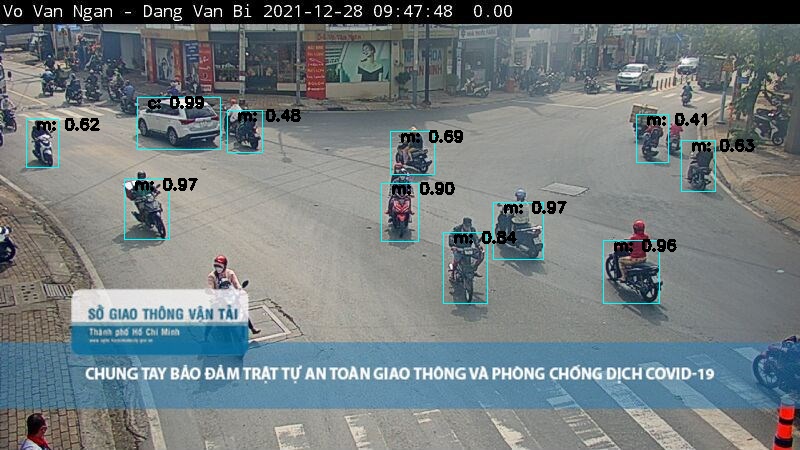 Vo Van Ngan - Dang Van Bi 2021-12-28 09:47:48 0.00
c: 0.99
m: 0.48
m: 0.62
m: 0.69
m: 0.41
m: 0.63
m: 0.97
m: 0.90
m: 0.97
m: 0.84
m: 0.96
SỞ GIAO THÔNG VẬN TẢI
Thành phố Hồ Chí Minh
CHUNG TAY BẢO ĐẢM TRẬT TỰ AN TOÀN GIAO THÔNG VÀ PHÒNG CHỐNG DỊCH COVID-19